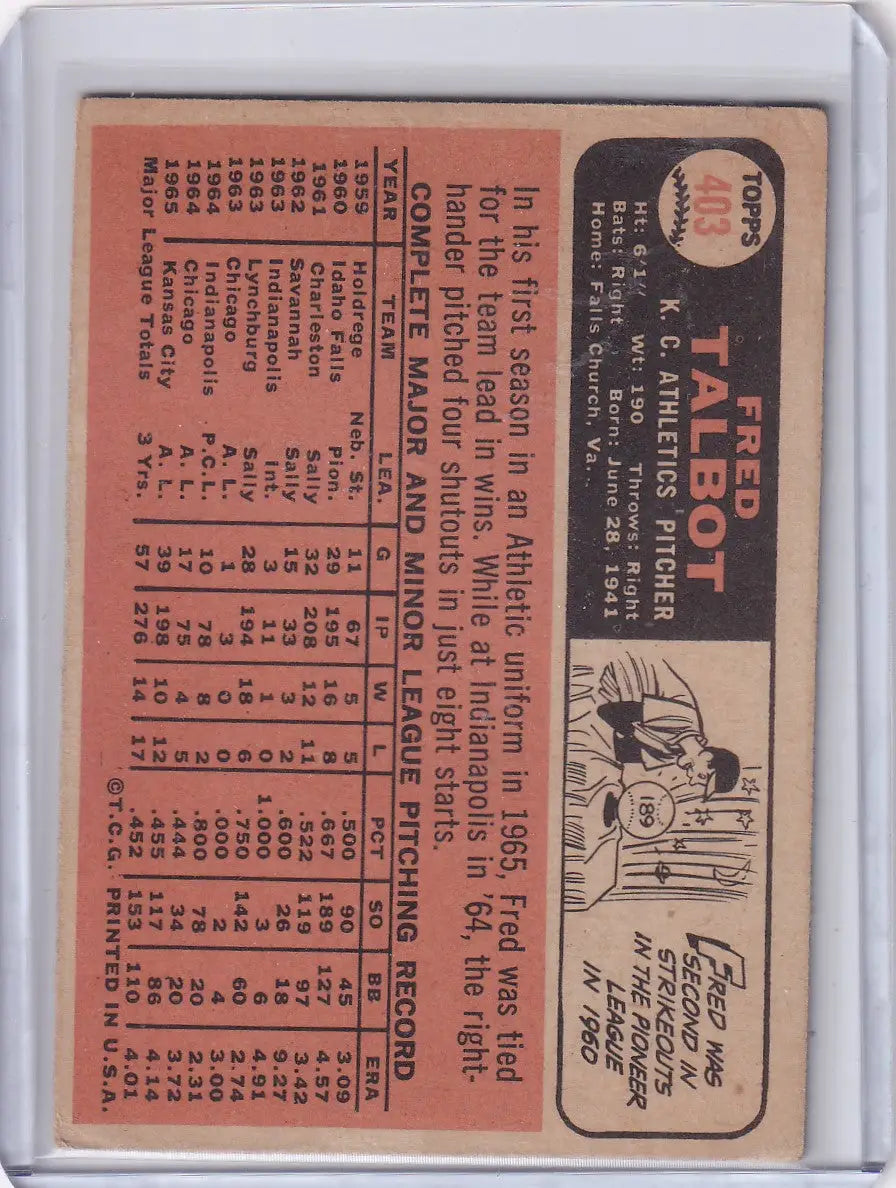 TOPPS
403
FRED
TALBOT
K. C. ATHLETICS PITCHER
Ht: 6'1" Wt: 190 Throws: Right
Bats: Right Born: June 28, 1941
Home: Falls Church, Va.
189
FRED WAS
SECOND IN
STRIKEOUTS
IN THE PIONEER
LEAGUE
IN 1960
In his first season in an Athletic uniform in 1965, Fred was tied
for the team lead in wins. While at Indianapolis in '64, the right-
hander pitched four shutouts in just eight starts.
COMPLETE MAJOR AND MINOR LEAGUE PITCHING RECORD
YEAR TEAM LEA. G IP W L PCT SO BB ERA
1959 Holdrege Neb. St. 11 67 5 5 .500 90 45 3.09
1960 Idaho Falls Pion. 29 195 16 8 .667 189 127 4.57
1961 Charleston Sally 32 208 12 11 .522 119 97 3.42
1962 Savannah Sally 15 33 3 2 .600 26 18 9.27
1963 Indianapolis Int. 3 11 1 0 1.000 3 6 4.91
1963 Lynchburg Sally 28 194 18 6 .750 142 60 2.74
1963 Chicago A. L. 1 3 0 0 .000 2 4 3.00
1964 Indianapolis P.C.L. 10 78 8 2 .800 78 20 2.31
1964 Chicago A. L. 17 75 4 5 .444 34 20 3.72
1965 Kansas City A. L. 39 198 10 12 .455 117 86 4.14
Major League Totals 3 Yrs. 57 276 14 17 .452 153 110 4.01
©T.C.G. PRINTED IN U.S.A.